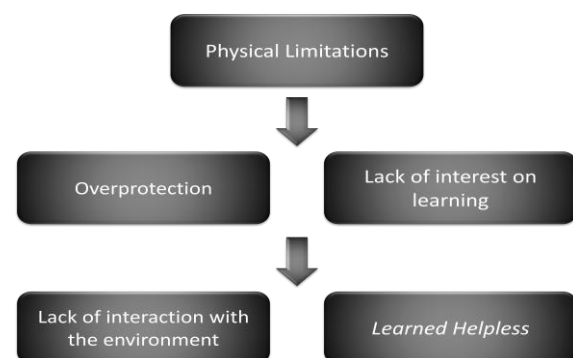 Physical Limitations
Overprotection
Lack of interest on
learning
Lack of interaction with
the environment
Learned Helpless